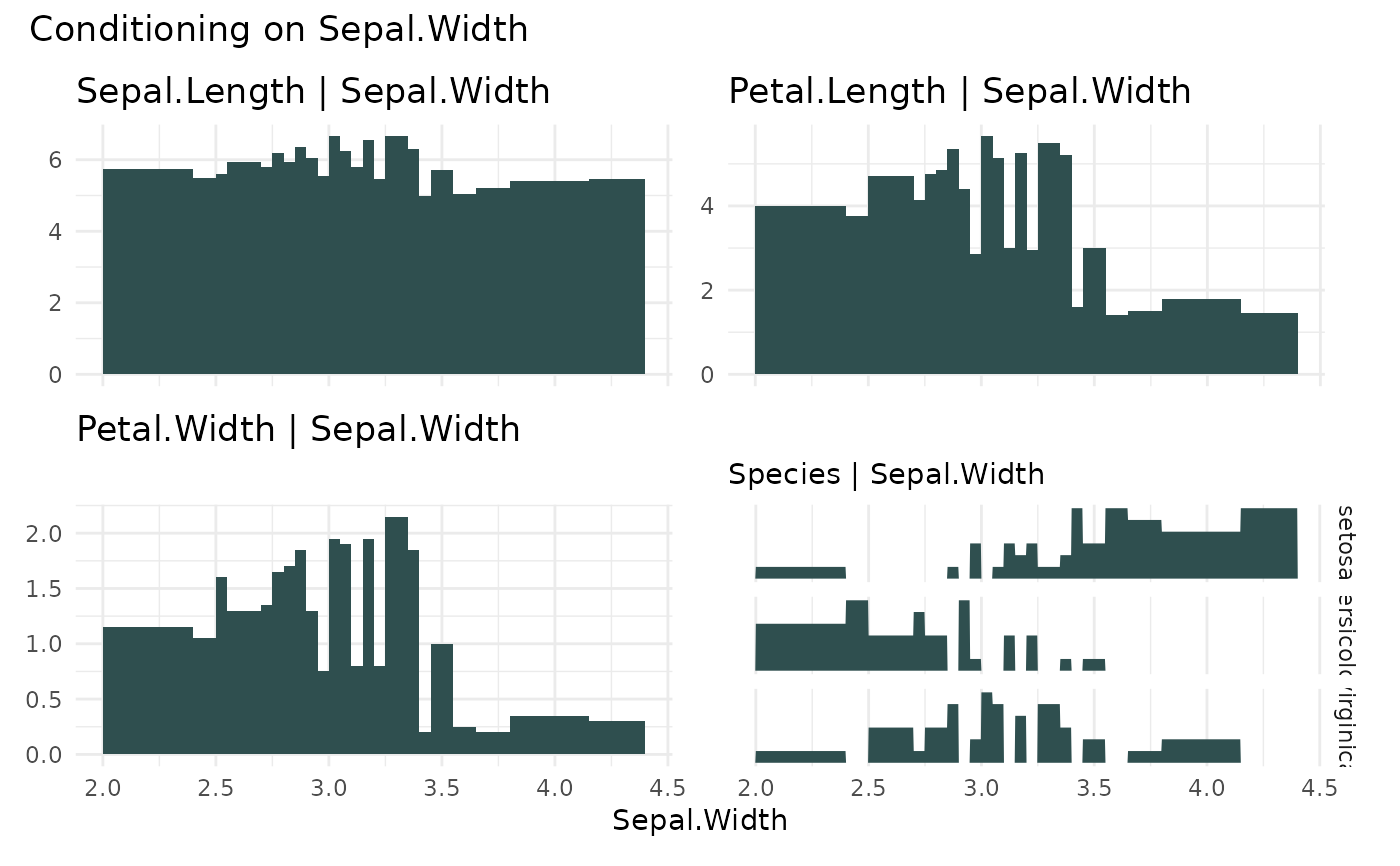 Conditioning on Sepal.Width
Sepal.Length | Sepal.Width
6
4
2
0
Petal.Length | Sepal.Width
4
2
0
Petal.Width | Sepal.Width
2.0
1.5
1.0
0.5
0.0
2.0 2.5 3.0 3.5 4.0 4.5
Species | Sepal.Width
setosa
2.0 2.5 3.0 3.5 4.0 4.5
Sepal.Width